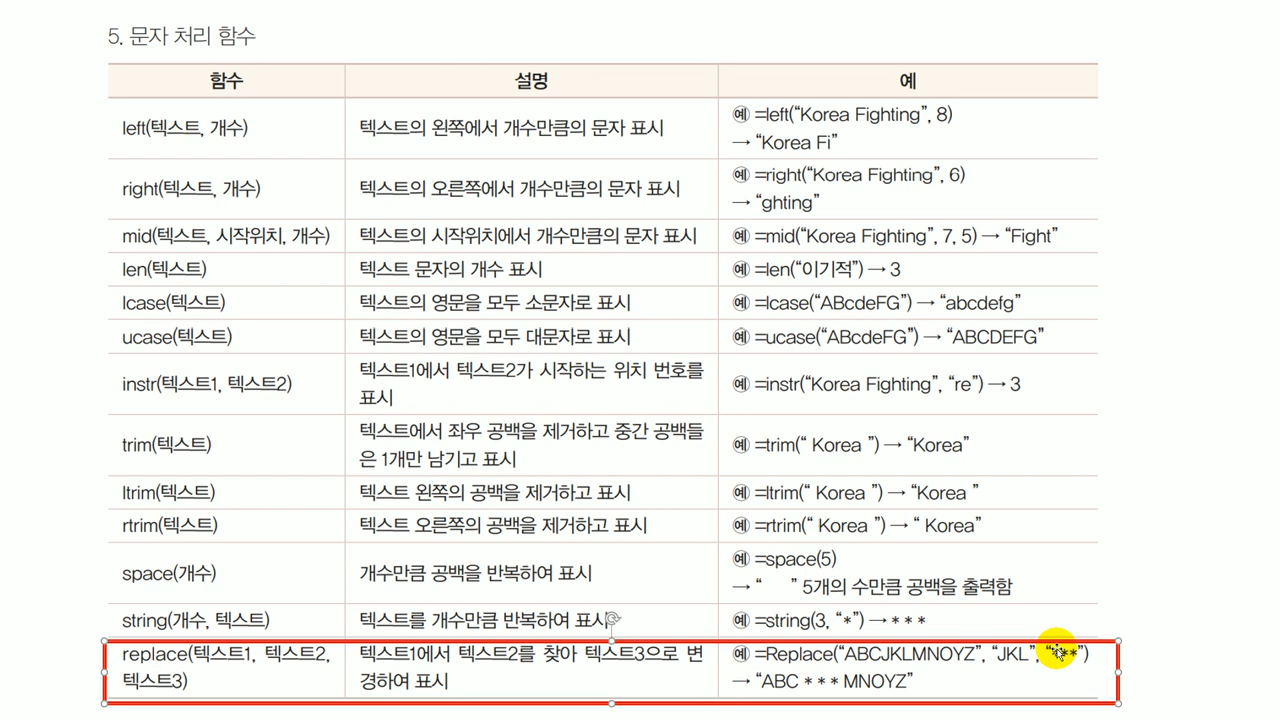 5. 문자 처리 함수
함수 설명 예
left(텍스트, 개수) 텍스트의 왼쪽에서 개수만큼의 문자 표시 예 =left(“Korea Fighting”, 8)
→ “Korea Fi”
right(텍스트, 개수) 텍스트의 오른쪽에서 개수만큼의 문자 표시 예 =right(“Korea Fighting”, 6)
→ “ghting”
mid(텍스트, 시작위치, 개수) 텍스트의 시작위치에서 개수만큼의 문자 표시 예 =mid(“Korea Fighting”, 7, 5) → “Fight”
len(텍스트) 텍스트 문자의 개수 표시 예 =len(“이기적”) → 3
lcase(텍스트) 텍스트의 영문을 모두 소문자로 표시 예 =lcase(“ABcdeFG”) → “abcdefg”
ucase(텍스트) 텍스트의 영문을 모두 대문자로 표시 예 =ucase(“ABcdeFG”) → “ABCDEFG”
instr(텍스트1, 텍스트2) 텍스트1에서 텍스트2가 시작하는 위치 번호를
표시 예 =instr(“Korea Fighting”, “re”) → 3
trim(텍스트) 텍스트에서 좌우 공백을 제거하고 중간 공백들
은 1개만 남기고 표시 예 =trim(“ Korea ”) → “Korea”
ltrim(텍스트) 텍스트 왼쪽의 공백을 제거하고 표시 예 =ltrim(“ Korea ”) → “Korea ”
rtrim(텍스트) 텍스트 오른쪽의 공백을 제거하고 표시 예 =rtrim(“ Korea ”) → “ Korea”
space(개수) 개수만큼 공백을 반복하여 표시 예 =space(5)
→ “     ” 5개의 수만큼 공백을 출력함
string(개수, 텍스트) 텍스트를 개수만큼 반복하여 표시 예 =string(3, “*”) → * * *
replace(텍스트1, 텍스트2, 텍스트1에서 텍스트2를 찾아 텍스트3으로 변 예 =Replace(“ABCJKLMNOYZ”, “JKL”, “***”)
텍스트3) 경하여 표시 → “ABC * * * MNOYZ”